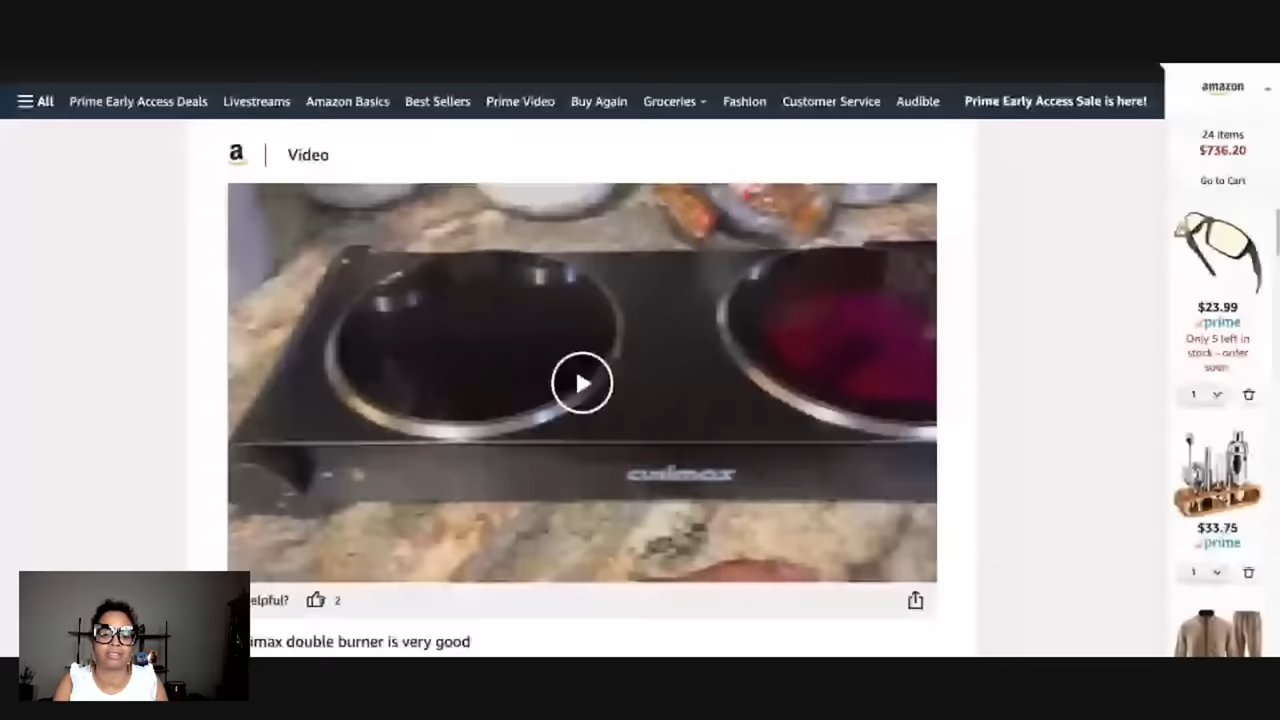 All Prime Early Access Deals Livestreams Amazon Basics Best Sellers Prime Video Buy Again Groceries Fashion Customer Service Audible Prime Early Access Sale is here!
amazon
24 items
$736.20
Go to Cart
a Video
cusimax
$23.99
prime
Only 5 left in
stock - order
soon
1
$33.75
prime
1
elpful? 2
imax double burner is very good